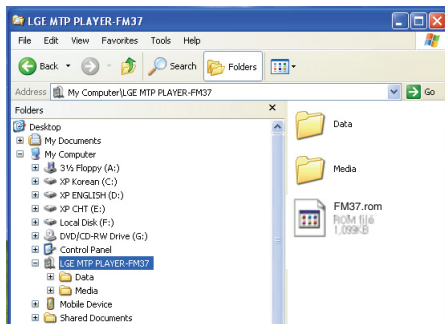 LGE MTP PLAYER-FM37
File Edit View Favorites Tools Help
Back Search Folders
Address My Computer\LGE MTP PLAYER-FM37 Go
Folders
Desktop
My Documents
My Computer
3½ Floppy (A:)
XP Korean (C:)
XP ENGLISH (D:)
XP CHT (E:)
Local Disk (F:)
DVD/CD-RW Drive (G:)
Control Panel
LGE MTP PLAYER-FM37
Data
Media
Mobile Device
Shared Documents
Data
Media
FM37.rom
ROM file
1,099KB